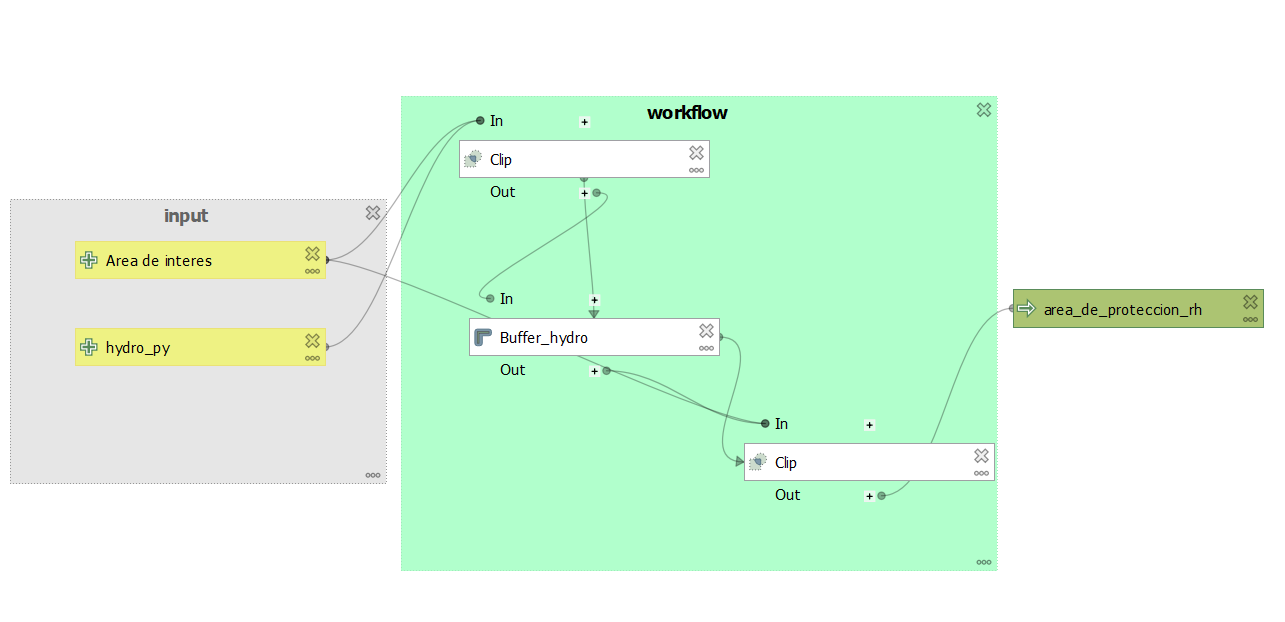 input
Area de interes
hydro_py
workflow
In
+
Clip
Out
+
In
+
Buffer_hydro
Out
+
In
+
Clip
Out
+
area_de_proteccion_rh